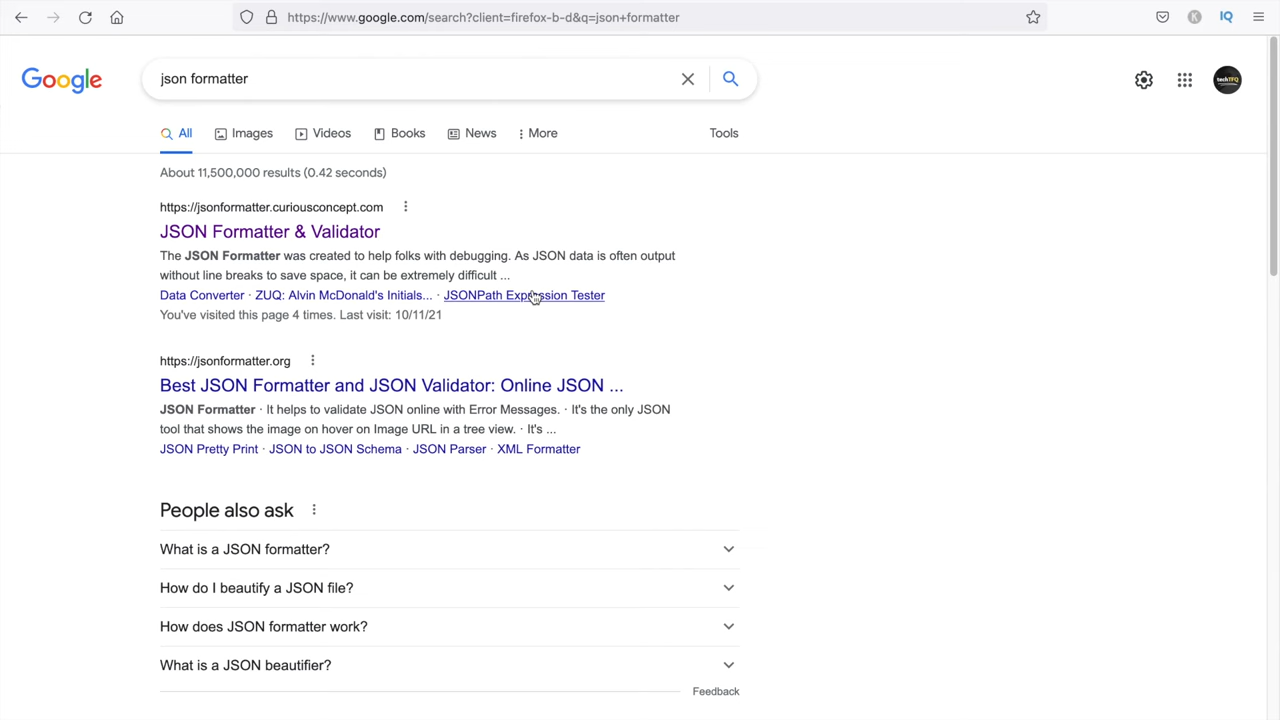 https://www.google.com/search?client=firefox-b-d&q=json+formatter
K
IQ
Google
json formatter
techTFQ
All Images Videos Books News More Tools
About 11,500,000 results (0.42 seconds)
https://jsonformatter.curiousconcept.com
JSON Formatter & Validator
The JSON Formatter was created to help folks with debugging. As JSON data is often output
without line breaks to save space, it can be extremely difficult ...
Data Converter · ZUQ: Alvin McDonald's Initials... · JSONPath Expression Tester
You've visited this page 4 times. Last visit: 10/11/21
https://jsonformatter.org
Best JSON Formatter and JSON Validator: Online JSON ...
JSON Formatter · It helps to validate JSON online with Error Messages. · It's the only JSON
tool that shows the image on hover on Image URL in a tree view. · It's ...
JSON Pretty Print · JSON to JSON Schema · JSON Parser · XML Formatter
People also ask
What is a JSON formatter?
How do I beautify a JSON file?
How does JSON formatter work?
What is a JSON beautifier?
Feedback